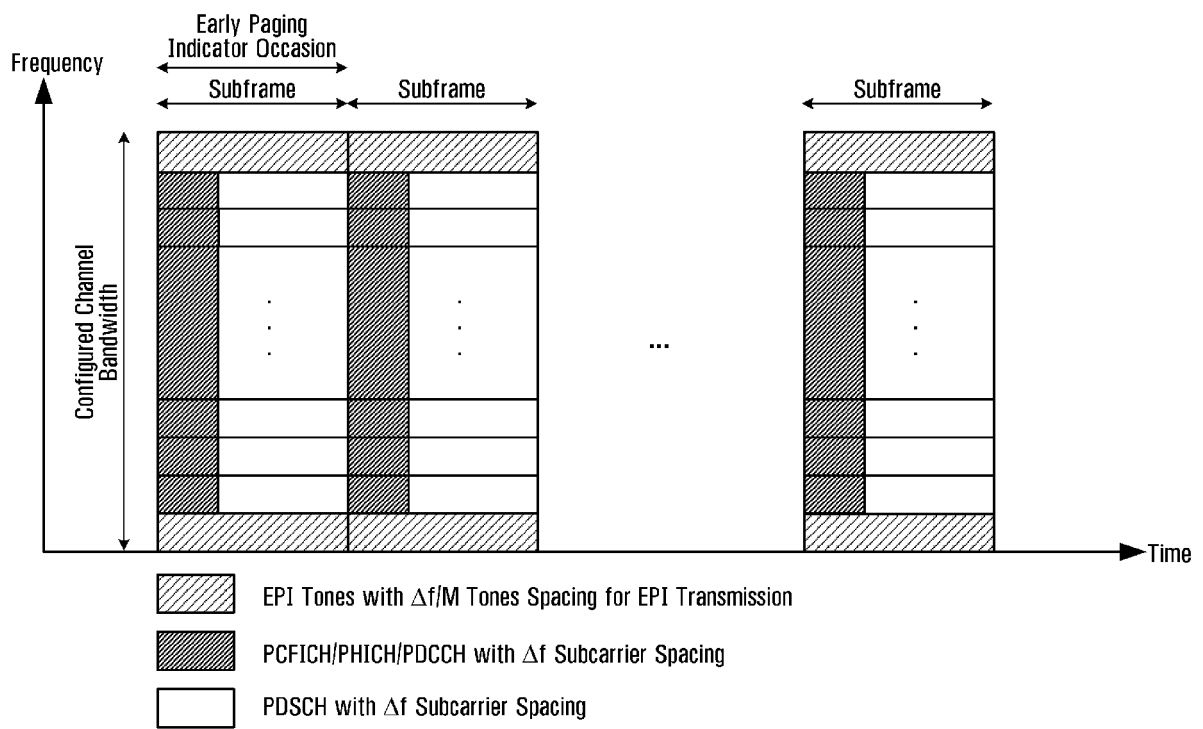 Early Paging
Indicator Occasion
Frequency
Subframe
Subframe
Subframe
Configured Channel
Bandwidth
...
Time
EPI Tones with Δf/M Tones Spacing for EPI Transmission
PCFICH/PHICH/PDCCH with Δf Subcarrier Spacing
PDSCH with Δf Subcarrier Spacing